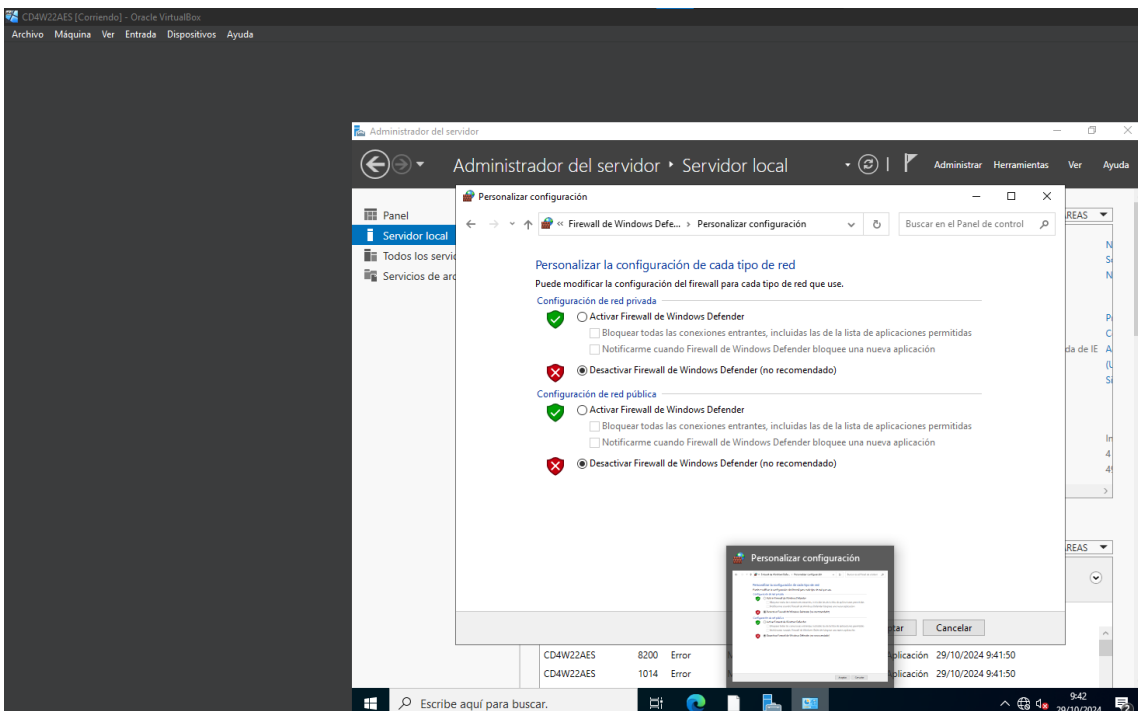 CD4W22AES [Corriendo] - Oracle VirtualBox
Archivo Máquina Ver Entrada Dispositivos Ayuda
Administrador del servidor
Administrador del servidor Servidor local
Administrar Herramientas Ver Ayuda
Panel
Servidor local
Todos los servic
Servicios de arc
Personalizar configuración
« Firewall de Windows Defe... › Personalizar configuración
Buscar en el Panel de control
Personalizar la configuración de cada tipo de red
Puede modificar la configuración del firewall para cada tipo de red que use.
Configuración de red privada
Activar Firewall de Windows Defender
Bloquear todas las conexiones entrantes, incluidas las de la lista de aplicaciones permitidas
Notificarme cuando Firewall de Windows Defender bloquee una nueva aplicación
Desactivar Firewall de Windows Defender (no recomendado)
Configuración de red pública
Activar Firewall de Windows Defender
Bloquear todas las conexiones entrantes, incluidas las de la lista de aplicaciones permitidas
Notificarme cuando Firewall de Windows Defender bloquee una nueva aplicación
Desactivar Firewall de Windows Defender (no recomendado)
REAS
da de IE
REAS
Personalizar configuración
ptar Cancelar
CD4W22AES 8200 Error plicación 29/10/2024 9:41:50
CD4W22AES 1014 Error plicación 29/10/2024 9:41:50
Escribe aquí para buscar.
9:42
29/10/2024